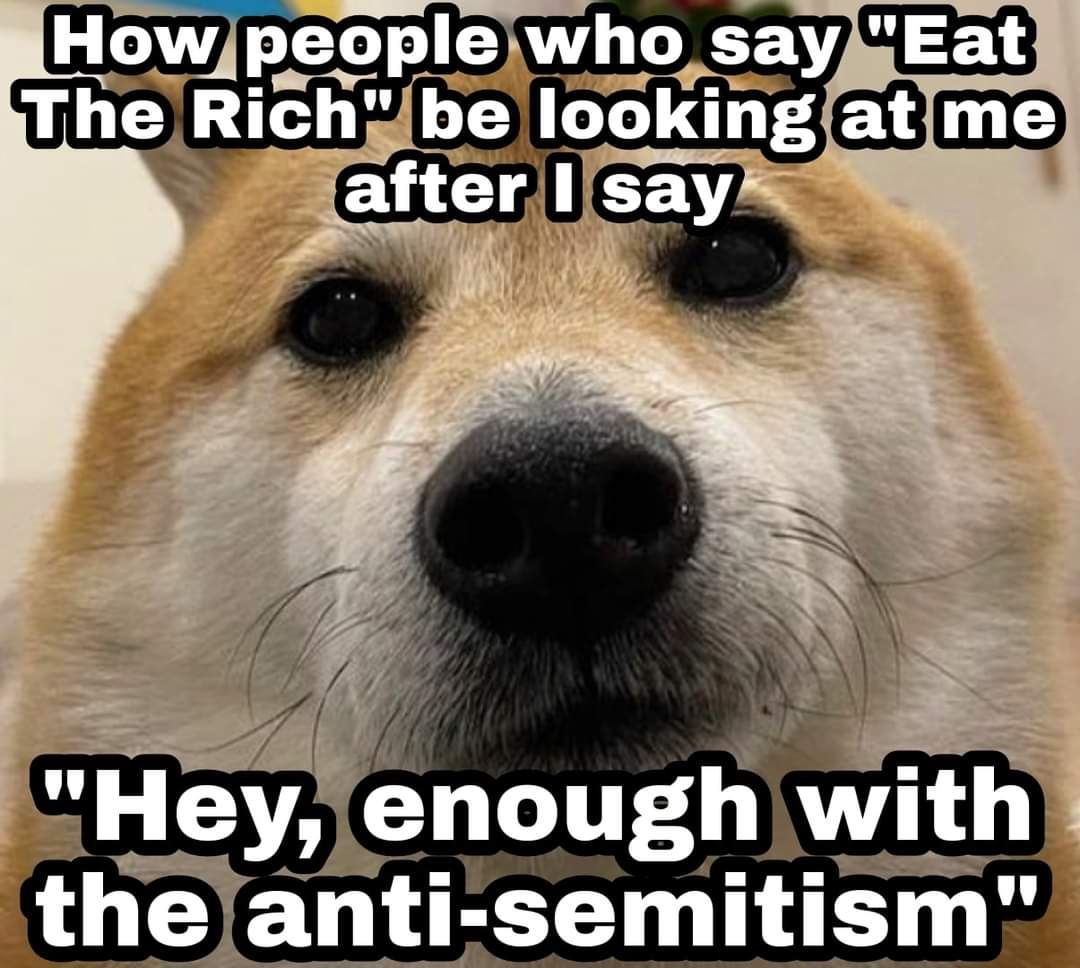 How people who say "Eat
The Rich" be looking at me
after I say
"Hey, enough with
the anti-semitism"